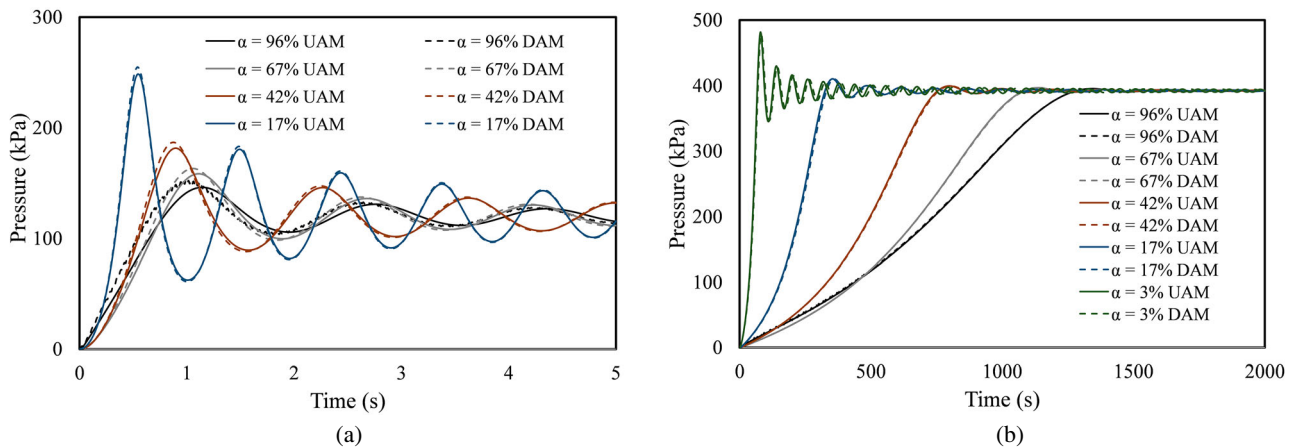 300
200
100
0
0
1
2
3
4
5
Pressure (kPa)
Time (s)
α = 96% UAM
α = 96% DAM
α = 67% UAM
α = 67% DAM
α = 42% UAM
α = 42% DAM
α = 17% UAM
α = 17% DAM
(a)
500
400
300
200
100
0
0
500
1000
1500
2000
Pressure (kPa)
Time (s)
α = 96% UAM
α = 96% DAM
α = 67% UAM
α = 67% DAM
α = 42% UAM
α = 42% DAM
α = 17% UAM
α = 17% DAM
α = 3% UAM
α = 3% DAM
(b)